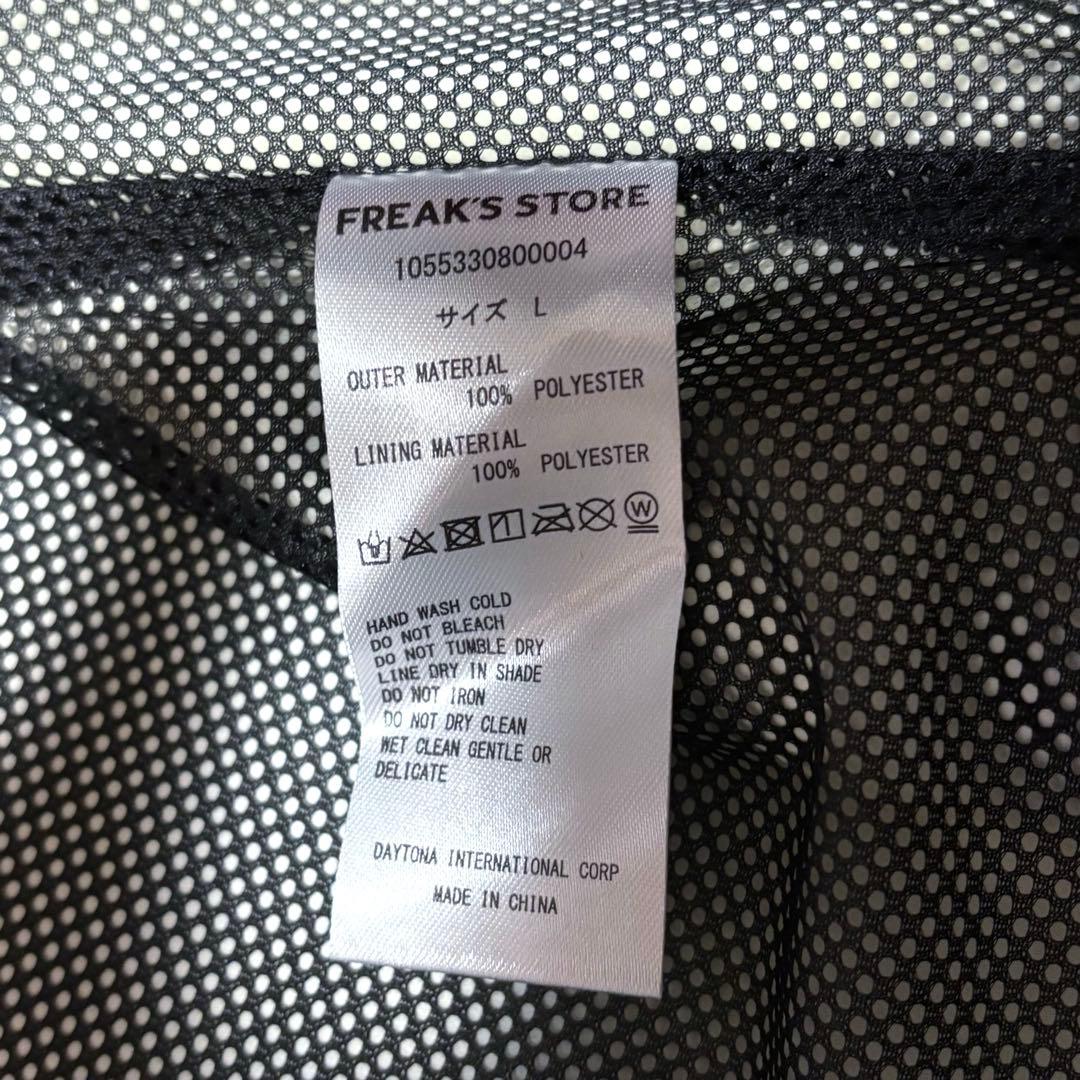 FREAK'S STORE
1055330800004
サイズ L
OUTER MATERIAL
100% POLYESTER
LINING MATERIAL
100% POLYESTER
W
HAND WASH COLD
DO NOT BLEACH
DO NOT TUMBLE DRY
LINE DRY IN SHADE
DO NOT IRON
DO NOT DRY CLEAN
WET CLEAN GENTLE OR
DELICATE
DAYTONA INTERNATIONAL CORP
MADE IN CHINA